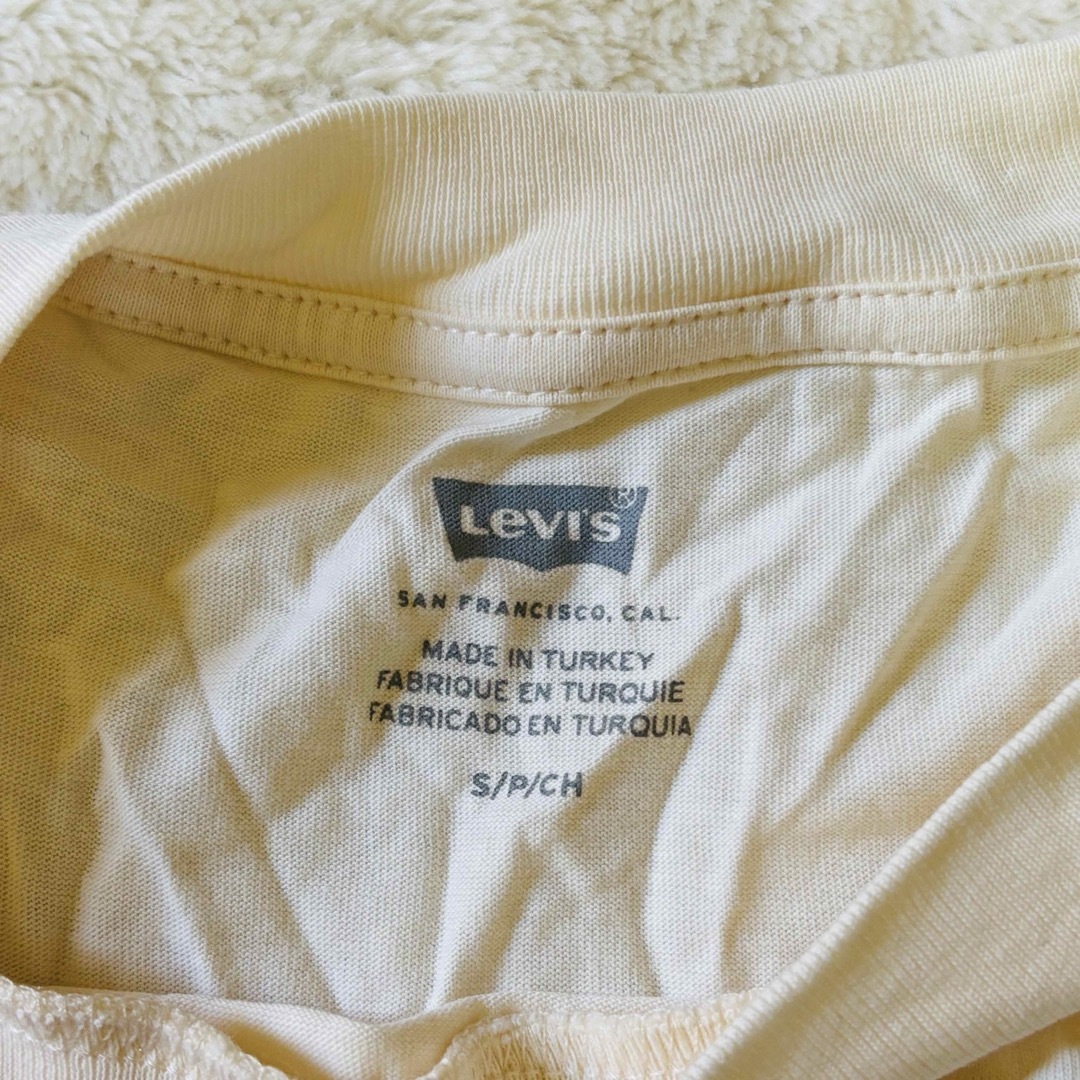 Levi's®
SAN FRANCISCO, CAL.
MADE IN TURKEY
FABRIQUE EN TURQUIE
FABRICADO EN TURQUIA
S/P/CH